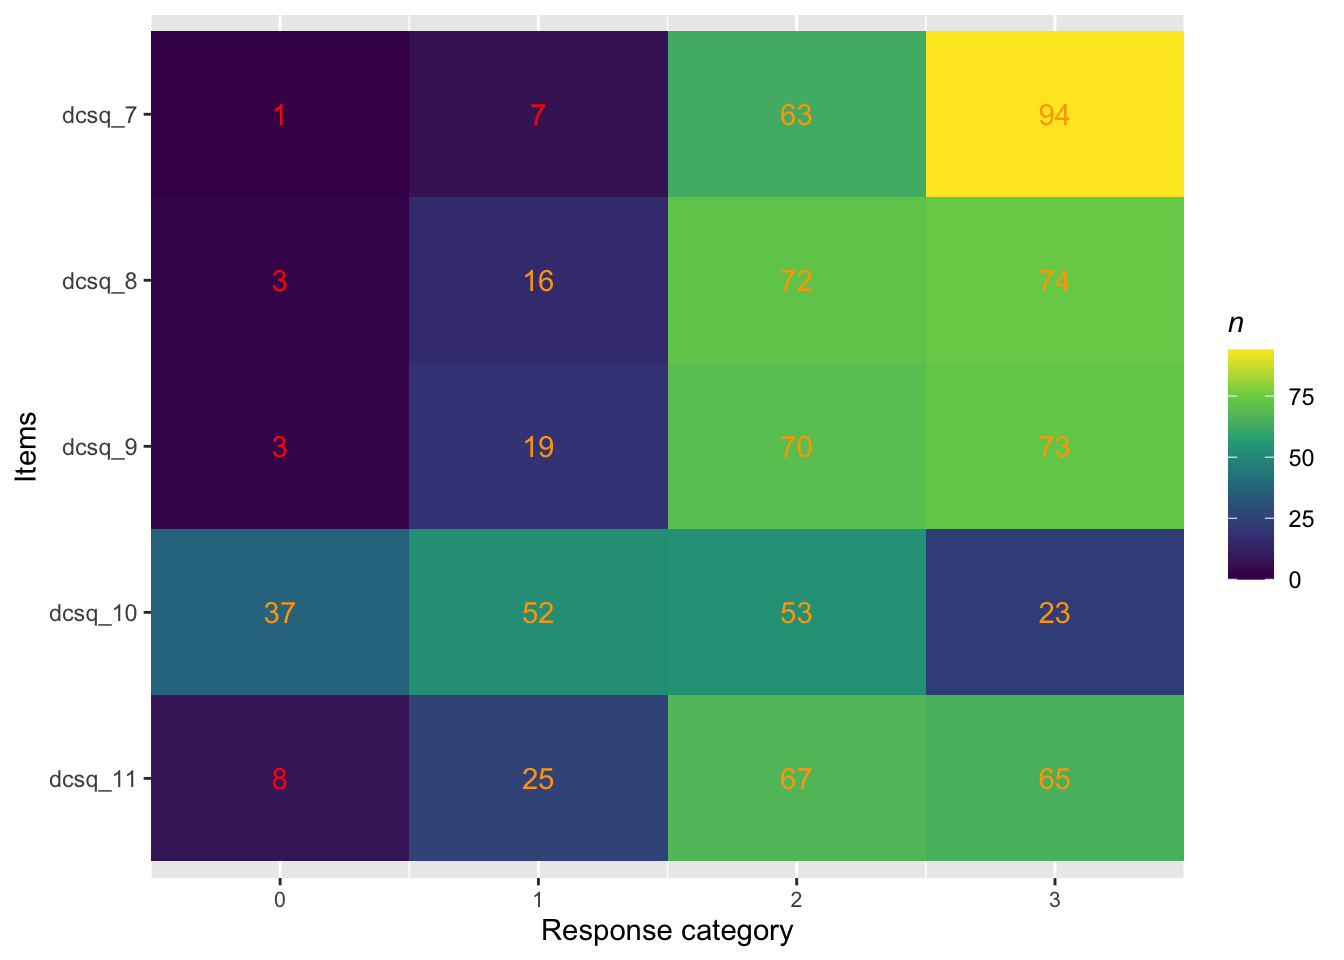 dcsq_7 1 7 63 94
dcsq_8 3 16 72 74
dcsq_9 3 19 70 73
dcsq_10 37 52 53 23
dcsq_11 8 25 67 65
0 1 2 3
Response category
Items
n
75
50
25
0